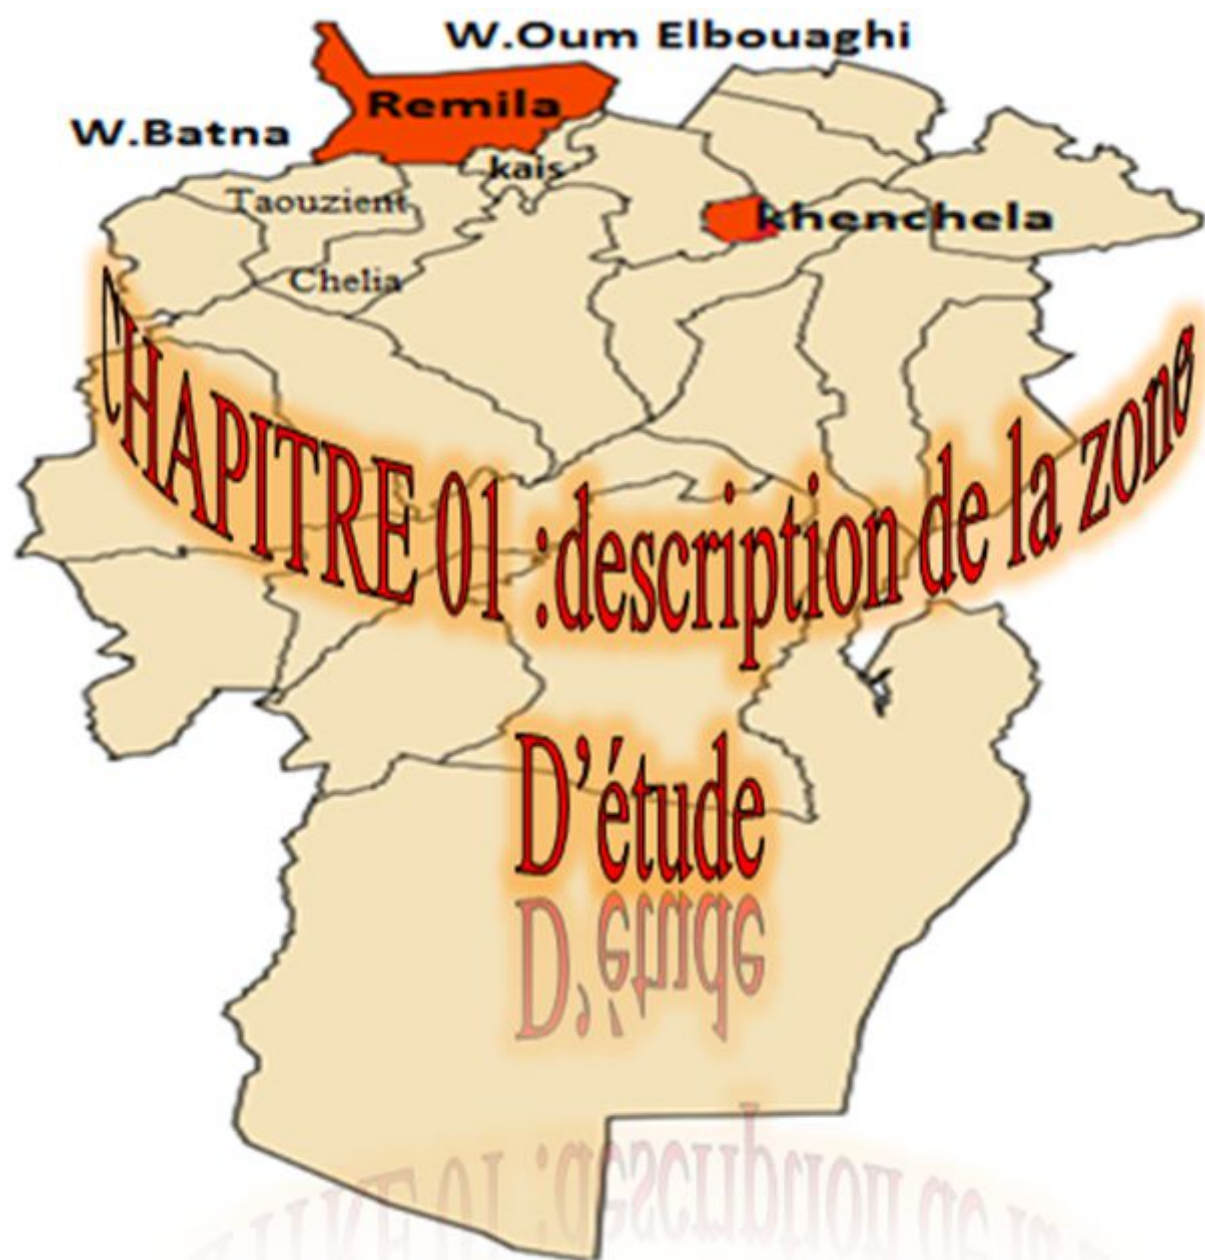 W.Oum Elbouaghi
Remila
W.Batna
kais
Taouzient
khenchela
Chelia
CHAPITRE 01 :description de la zone
D’étude